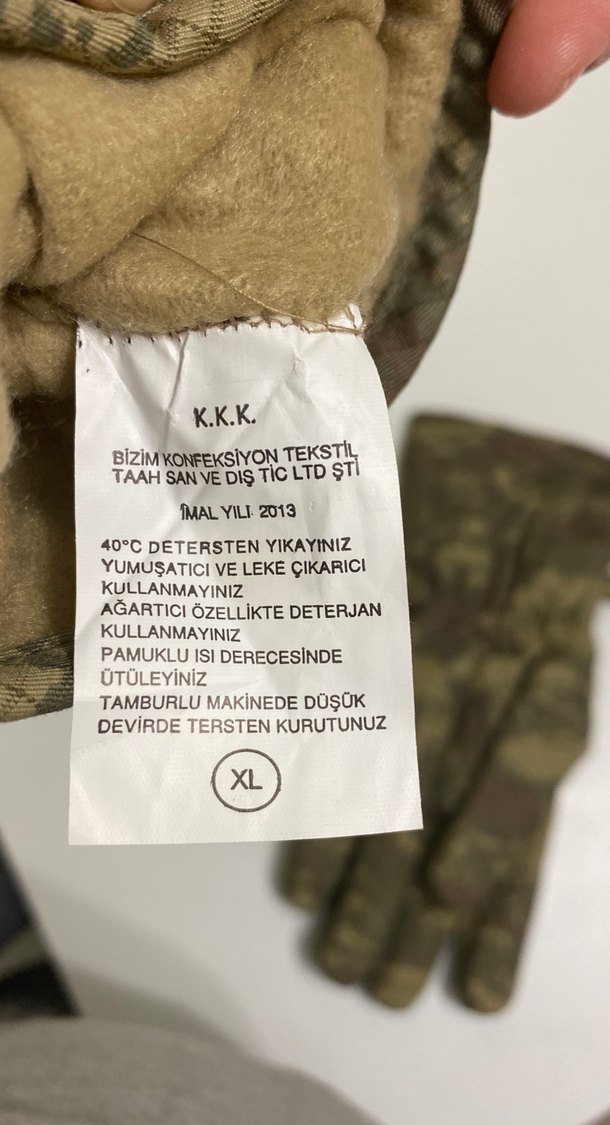 K.K.K.
BİZİM KONFEKSİYON TEKSTİL
TAAH SAN VE DIŞ TİC LTD ŞTİ
İMAL YILI 2013
40°C DETERSTEN YIKAYINIZ
YUMUŞATICI VE LEKE ÇIKARICI
KULLANMAYINIZ
AĞARTICI ÖZELLİKTE DETERJAN
KULLANMAYINIZ
PAMUKLU ISI DERECESİNDE
ÜTÜLEYİNİZ
TAMBURLU MAKİNEDE DÜŞÜK
DEVİRDE TERSTEN KURUTUNUZ
XL